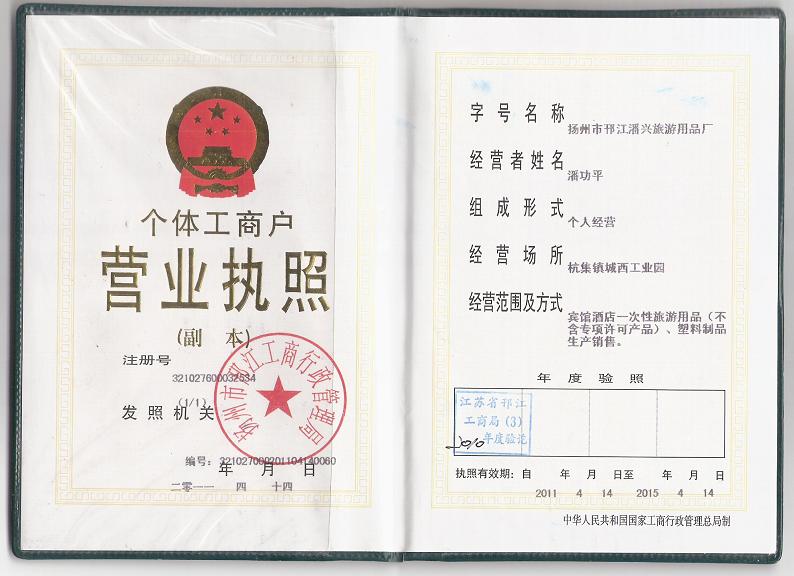 个体工商户
营业执照
(副 本)
注册号
321027600032534
(1/1)
发照机关
扬州市邗江工商行政管理局
编号：321027000201104140060
年 月 日
二零一一 四 十四
字号名称
扬州市邗江潘兴旅游用品厂
经营者姓名
潘功平
组成形式
个人经营
经营场所
杭集镇城西工业园
经营范围及方式
宾馆酒店一次性旅游用品（不
含专项许可产品）、塑料制品
生产销售。
年度验照
江苏省邗江
工商局(3)
年度验讫
2010
执照有效期：自 年 月 日至 年 月 日
2011 4 14 2015 4 14
中华人民共和国国家工商行政管理总局制